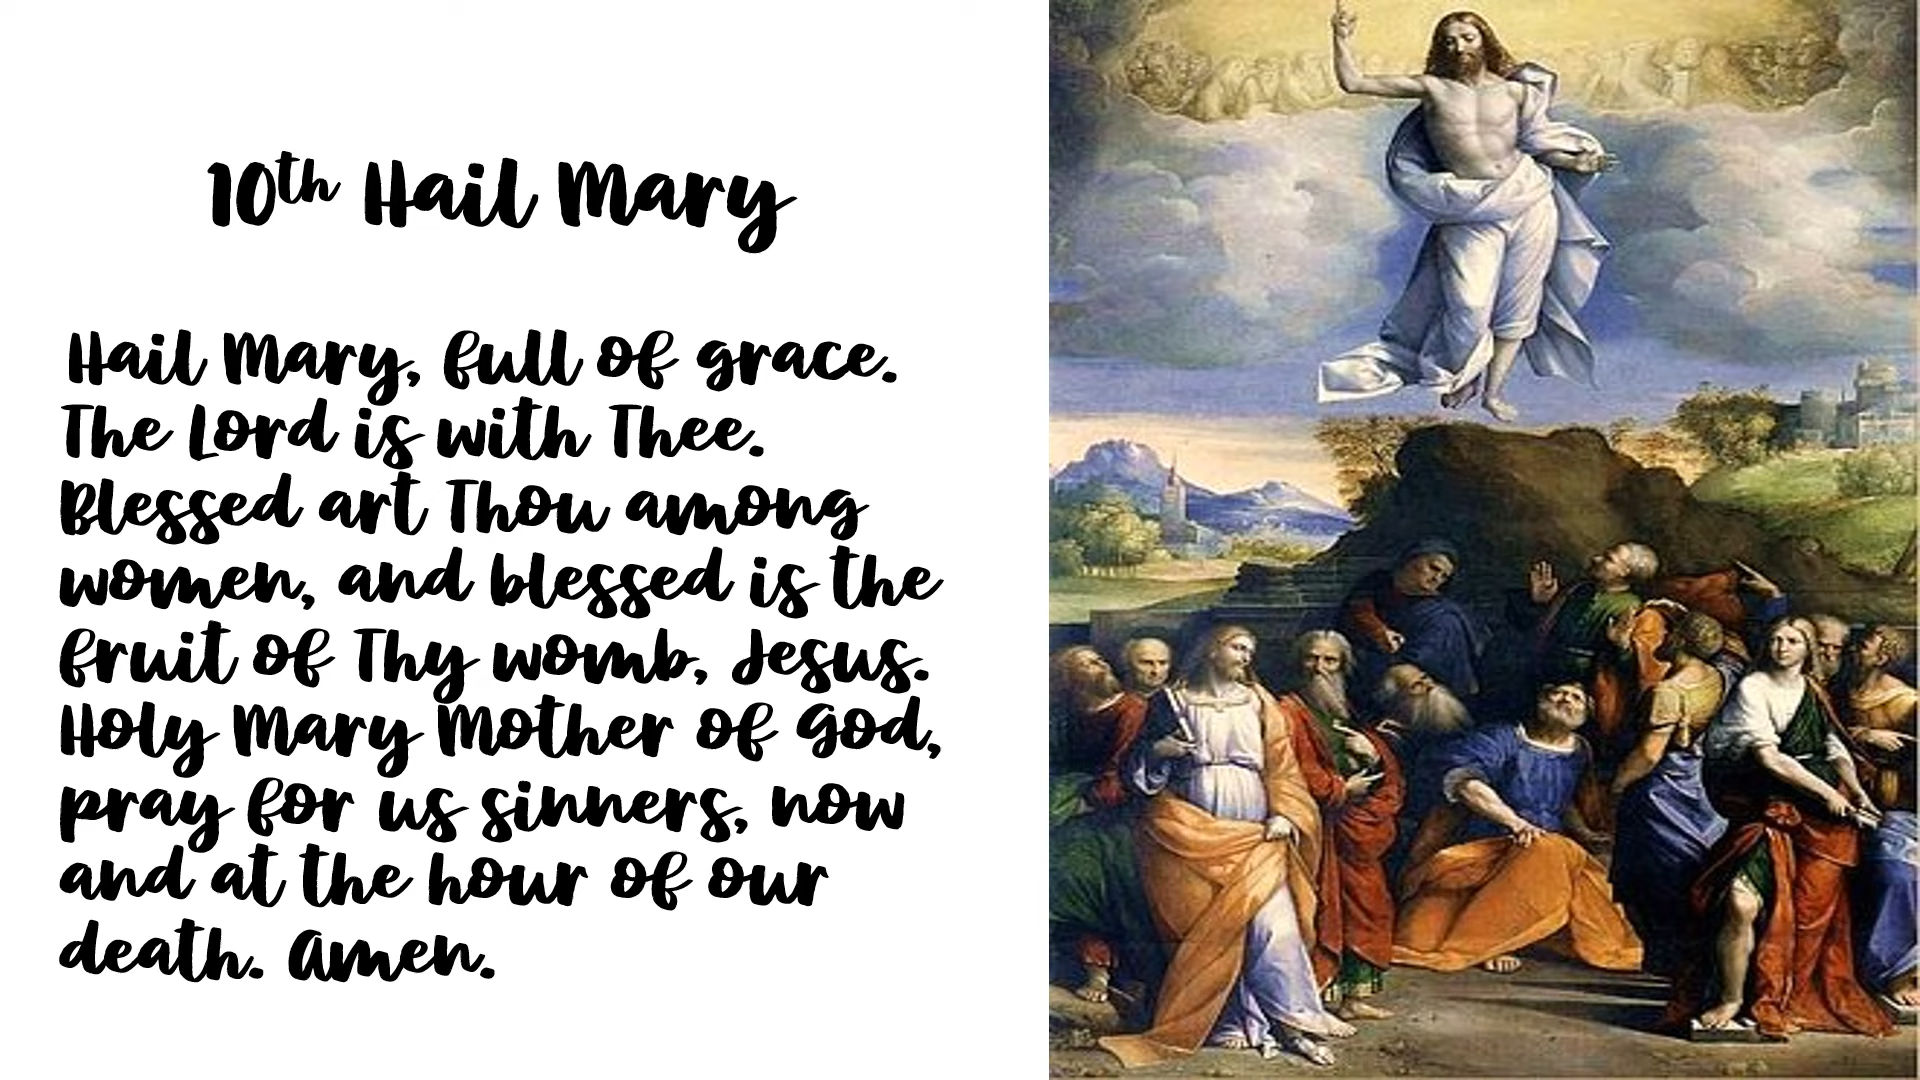 10th Hail Mary
Hail Mary, full of grace.
The Lord is with Thee.
Blessed art Thou among
women, and blessed is the
fruit of Thy womb, Jesus.
Holy Mary Mother of God,
pray for us sinners, now
and at the hour of our
death. Amen.